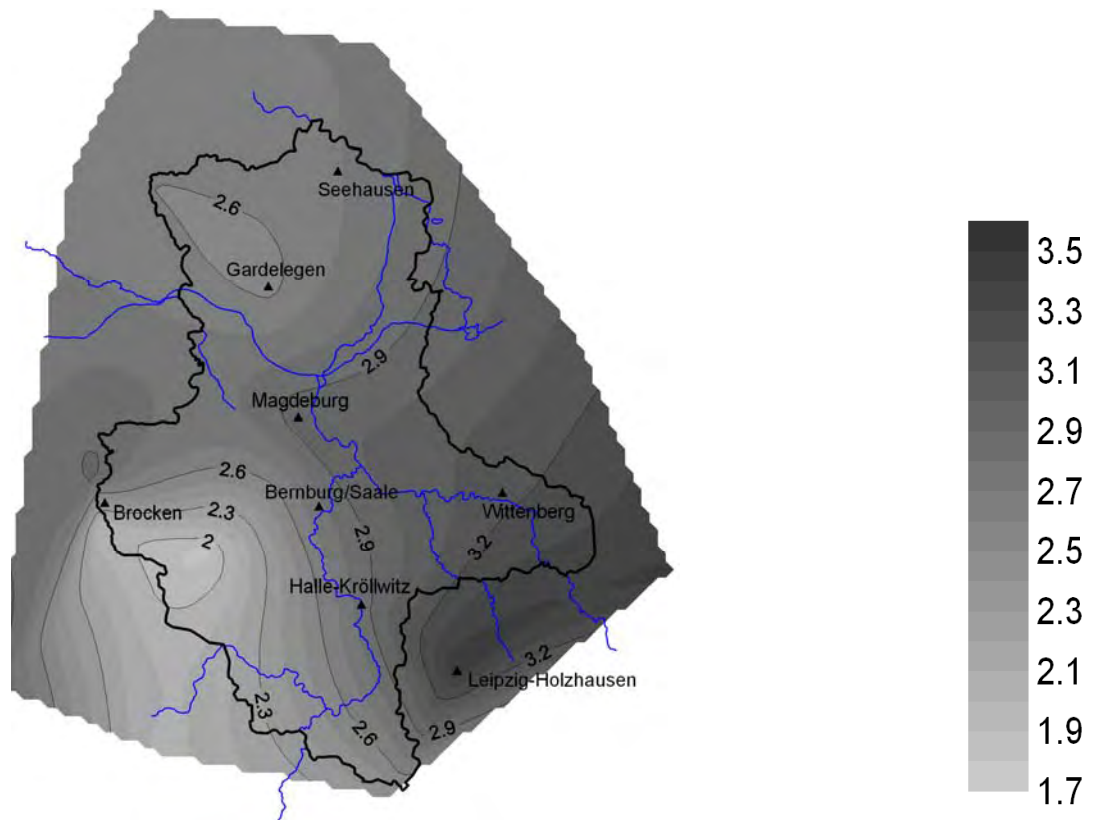 Seehausen
2.6
3.5
Gardelegen
3.3
2.9
3.1
Magdeburg
2.9
2.6
Bernburg/Saale
2.7
Brocken
2.3
Wittenberg
2
2.9
3.2
2.5
Halle-Kröllwitz
2.3
3.2
Leipzig-Holzhausen
2.1
2.3
2.6
2.9
1.9
1.7